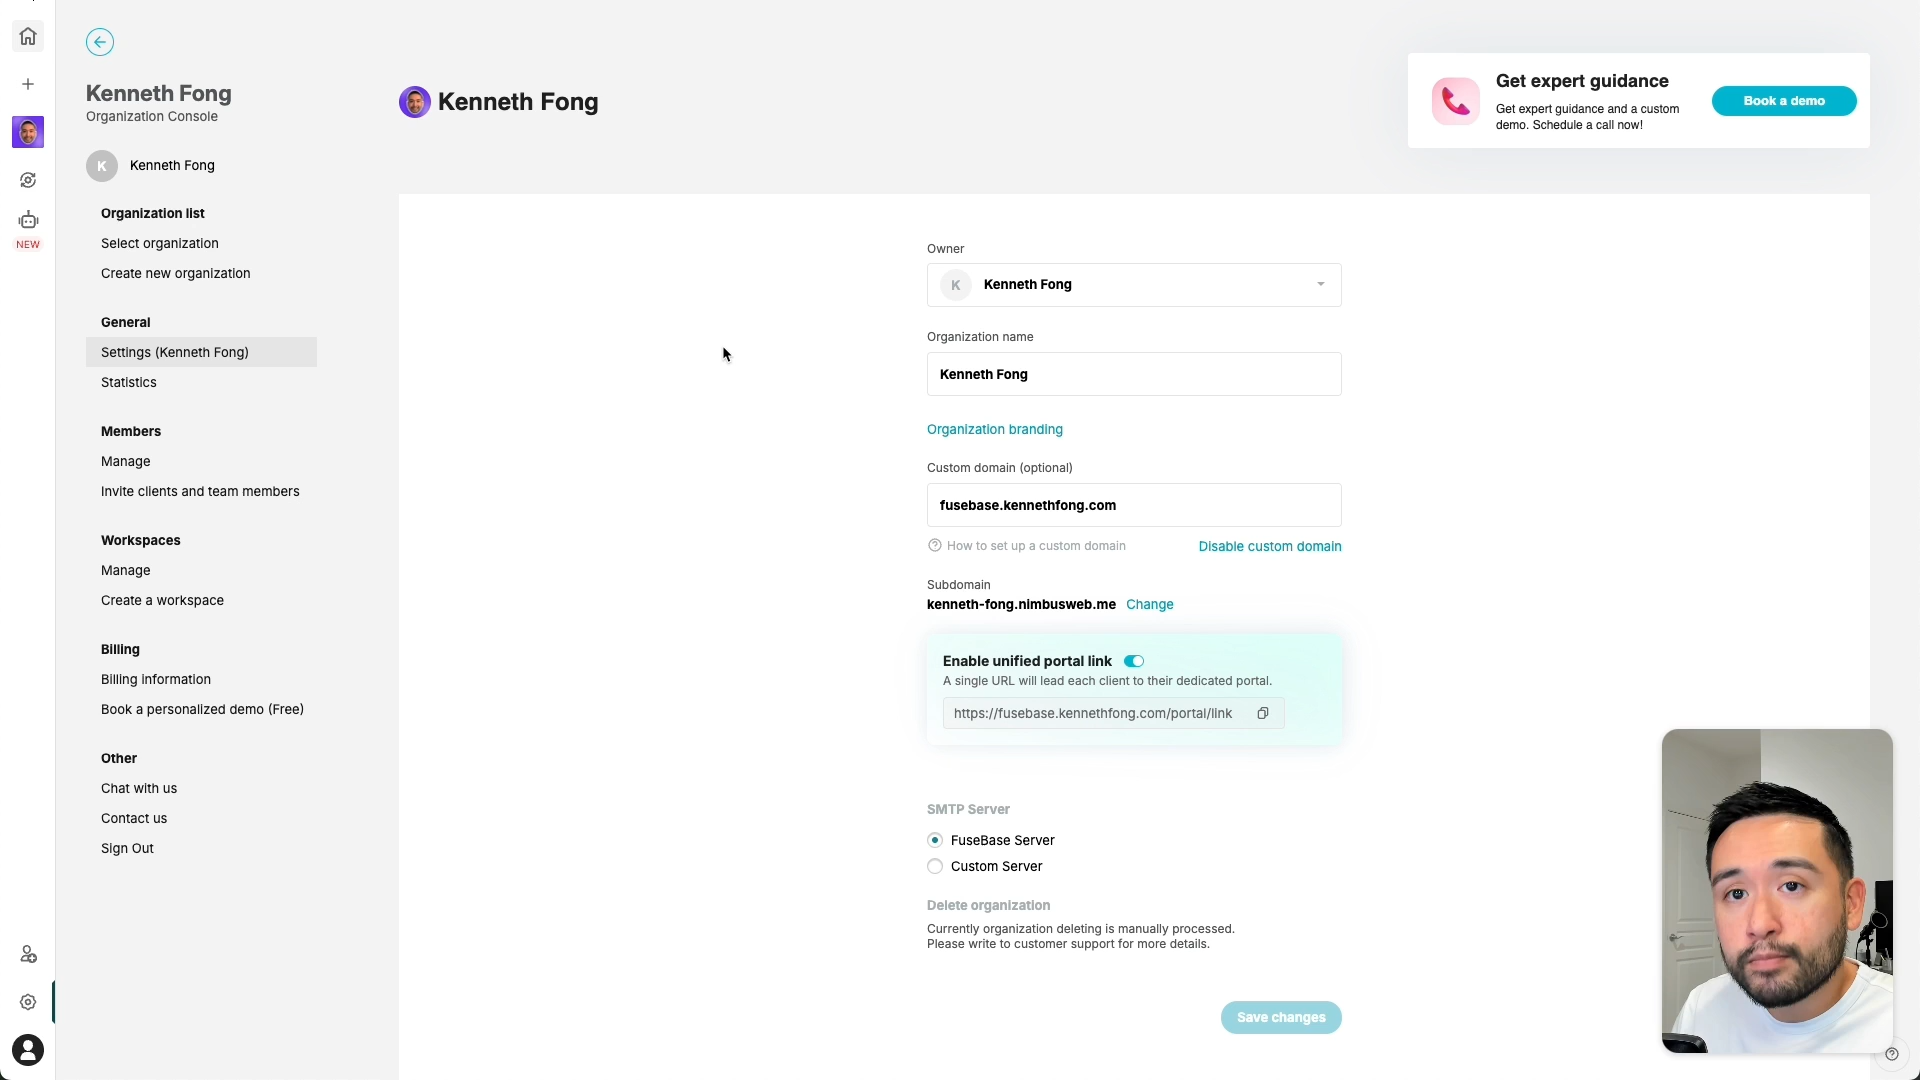 NEW
Kenneth Fong
Organization Console
K
Kenneth Fong
Organization list
Select organization
Create new organization
General
Settings (Kenneth Fong)
Statistics
Members
Manage
Invite clients and team members
Workspaces
Manage
Create a workspace
Billing
Billing information
Book a personalized demo (Free)
Other
Chat with us
Contact us
Sign Out
Kenneth Fong
Get expert guidance
Get expert guidance and a custom
demo. Schedule a call now!
Book a demo
Owner
K
Kenneth Fong
Organization name
Kenneth Fong
Organization branding
Custom domain (optional)
fusebase.kennethfong.com
How to set up a custom domain
Disable custom domain
Subdomain
kenneth-fong.nimbusweb.me Change
Enable unified portal link
A single URL will lead each client to their dedicated portal.
https://fusebase.kennethfong.com/portal/link
SMTP Server
FuseBase Server
Custom Server
Delete organization
Currently organization deleting is manually processed.
Please write to customer support for more details.
Save changes